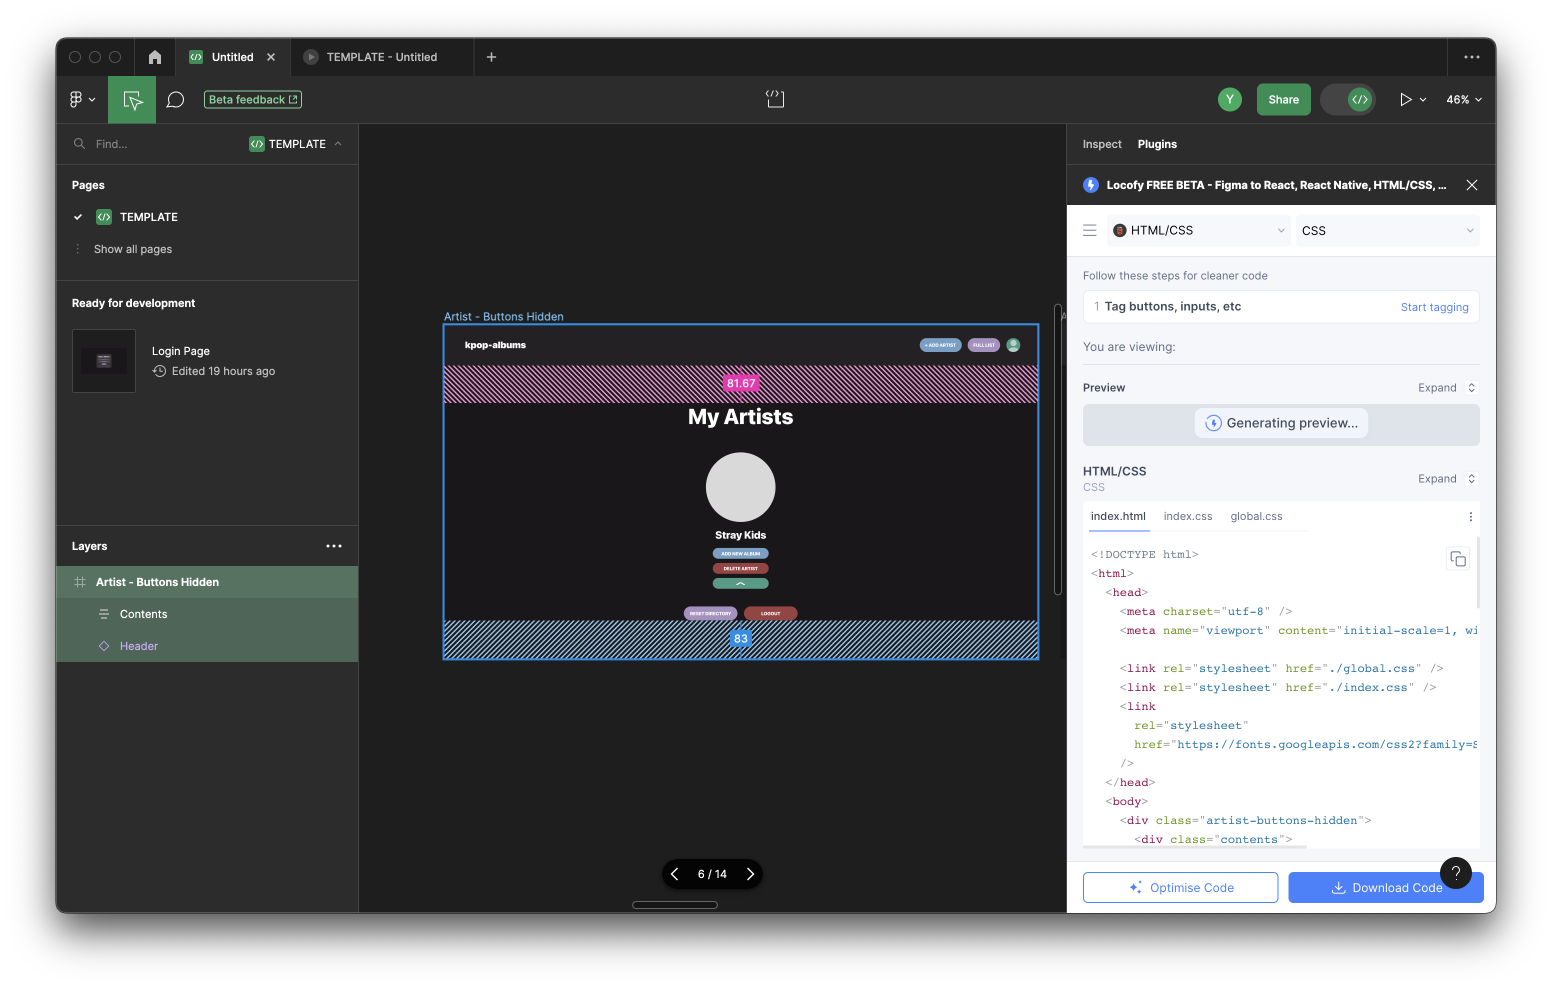 Untitled
TEMPLATE - Untitled
Beta feedback
Y
Share
46%
Find...
TEMPLATE
Pages
TEMPLATE
Show all pages
Ready for development
Login Page
Edited 19 hours ago
Layers
Artist - Buttons Hidden
Contents
Header
Artist - Buttons Hidden
kpop-albums
+ ADD ARTIST
FULL LIST
81.67
My Artists
Stray Kids
ADD NEW ALBUM
DELETE ARTIST
RESET DIRECTORY
LOGOUT
83
6 / 14
Inspect
Plugins
Locofy FREE BETA - Figma to React, React Native, HTML/CSS, ...
HTML/CSS
CSS
Follow these steps for cleaner code
1 Tag buttons, inputs, etc
Start tagging
You are viewing:
Preview
Expand
Generating preview...
HTML/CSS
CSS
Expand
index.html
index.css
global.css
<!DOCTYPE html>
<html>
<head>
<meta charset="utf-8" />
<meta name="viewport" content="initial-scale=1, wi
<link rel="stylesheet" href="./global.css" />
<link rel="stylesheet" href="./index.css" />
<link
rel="stylesheet"
href="https://fonts.googleapis.com/css2?family=S
/>
</head>
<body>
<div class="artist-buttons-hidden">
<div class="contents">
Optimise Code
Download Code
?